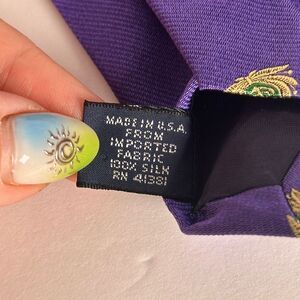 MADE IN U.S.A.
FROM
IMPORTED
FABRIC
100% SILK
RN 41381